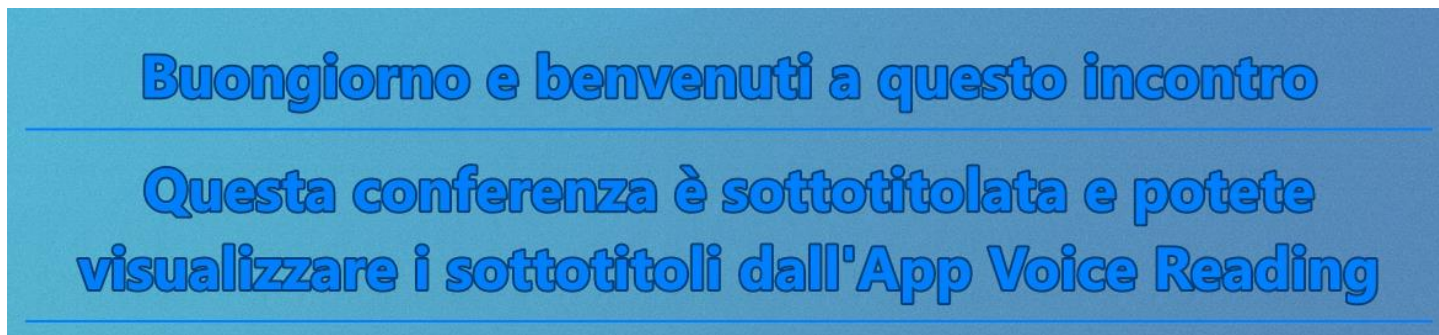 Buongiorno e benvenuti a questo incontro
Questa conferenza è sottotitolata e potete
visualizzare i sottotitoli dall'App Voice Reading